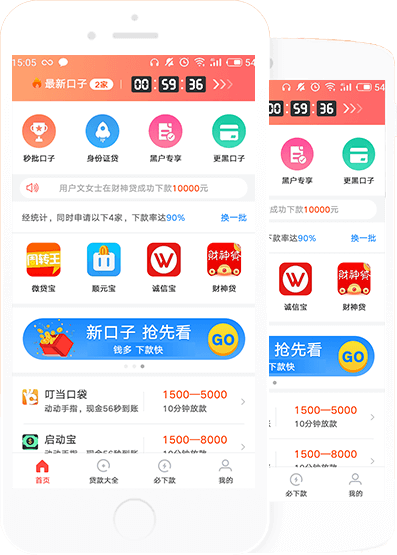 15:05
54
最新口子 2家 00:59:36
秒批口子 身份证贷 黑户专享 更黑口子
用户文女士在财神贷成功下款10000元
经统计，同时申请以下4家，下款率达90% 换一批
周转王 财神贷
微贷宝 顺元宝 诚信宝 财神贷
新口子 抢先看 GO
钱多 下款快
叮当口袋 1500—5000
动动手指，现金56秒到账 10分钟放款
启动宝 1500—8000
动动手指，现金56秒到账 10分钟放款
首页 贷款大全 必下款 我的
54
00:59:36
黑户专享 更黑口子
成功下款10000元
下款率达90% 换一批
财神贷
诚信宝 财神贷
抢先看 GO
下款快
1500—5000
10分钟放款
1500—8000
10分钟放款
必下款 我的